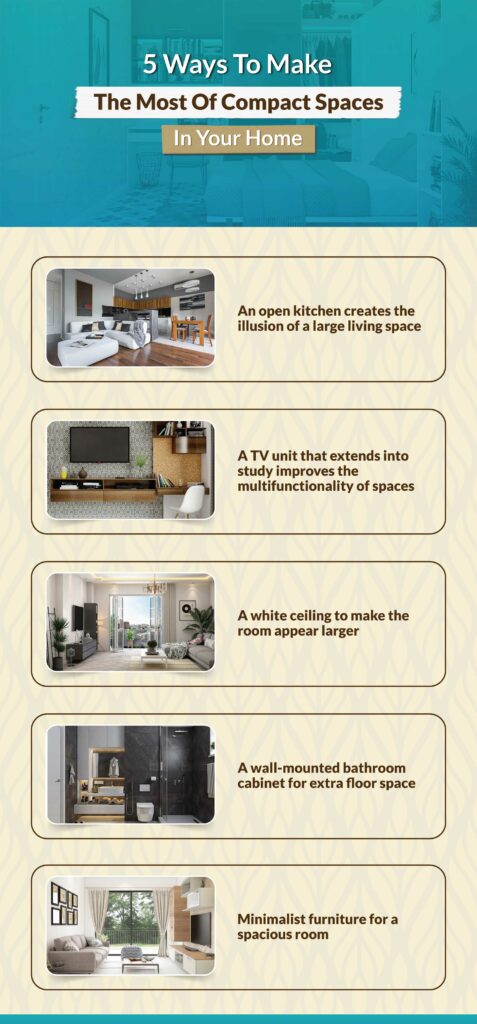 5 Ways To Make
The Most Of Compact Spaces
In Your Home
An open kitchen creates the
illusion of a large living space
A TV unit that extends into
study improves the
multifunctionality of spaces
A white ceiling to make the
room appear larger
A wall-mounted bathroom
cabinet for extra floor space
Minimalist furniture for a
spacious room